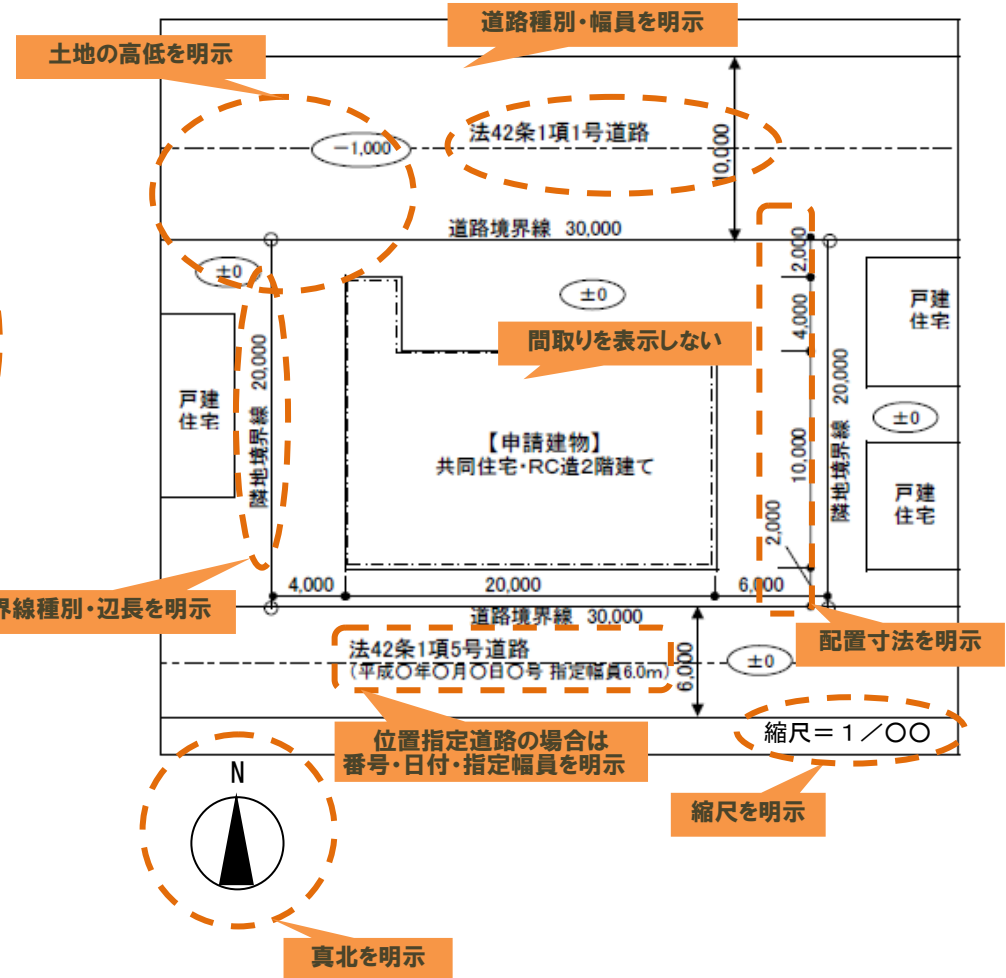 道路種別・幅員を明示
土地の高低を明示
法42条1項1号道路
－1,000
10,000
道路境界線 30,000
±0
±0
2,000
4,000
戸建
住宅
間取りを表示しない
隣地境界線 20,000
戸建
住宅
【申請建物】
共同住宅・RC造2階建て
10,000
隣地境界線 20,000
±0
戸建
住宅
2,000
4,000
20,000
6,000
界線種別・辺長を明示
道路境界線 30,000
配置寸法を明示
法42条1項5号道路
(平成〇年〇月〇日〇号 指定幅員6.0m)
6,000
±0
位置指定道路の場合は
番号・日付・指定幅員を明示
縮尺＝１／〇〇
縮尺を明示
N
真北を明示